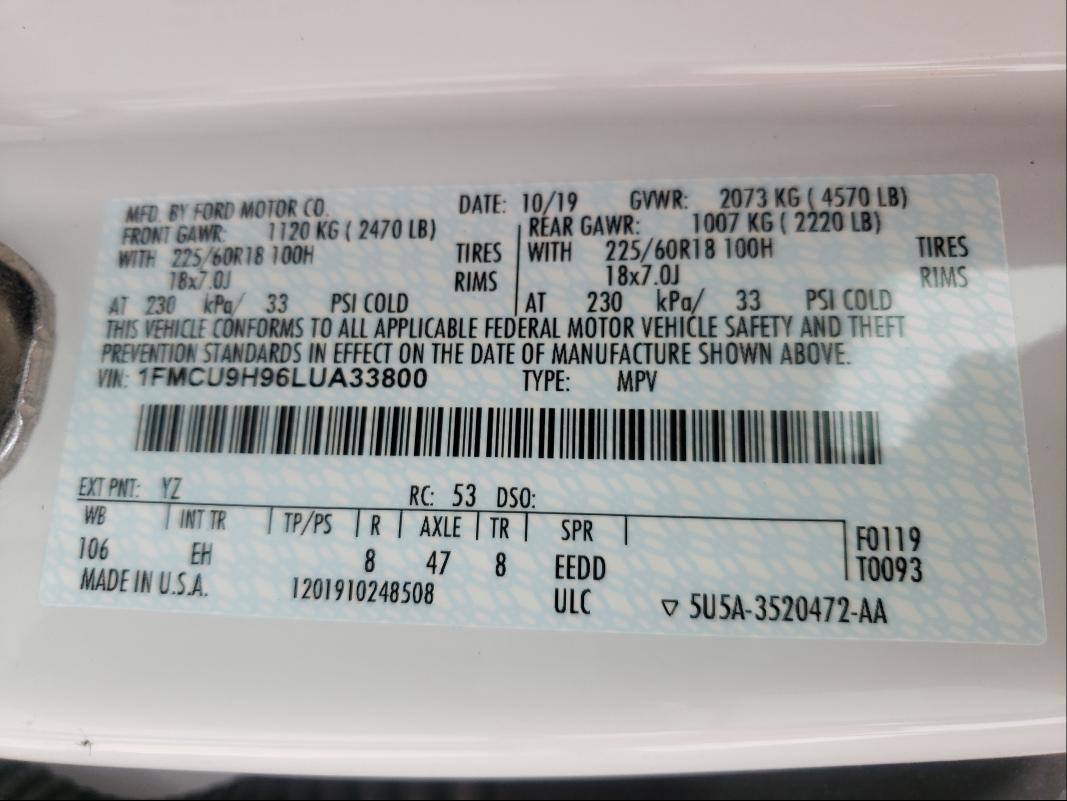 MFD. BY FORD MOTOR CO. DATE: 10/19 GVWR: 2073 KG ( 4570 LB)
FRONT GAWR: 1120 KG ( 2470 LB) REAR GAWR: 1007 KG ( 2220 LB)
WITH 225/60R18 100H TIRES WITH 225/60R18 100H TIRES
18x7.0J RIMS 18x7.0J RIMS
AT 230 kPa/ 33 PSI COLD AT 230 kPa/ 33 PSI COLD
THIS VEHICLE CONFORMS TO ALL APPLICABLE FEDERAL MOTOR VEHICLE SAFETY AND THEFT
PREVENTION STANDARDS IN EFFECT ON THE DATE OF MANUFACTURE SHOWN ABOVE.
VIN: 1FMCU9H96LUA33800 TYPE: MPV
EXT PNT: YZ RC: 53 DSO:
WB INT TR TP/PS R AXLE TR SPR F0119
106 EH 8 47 8 EEDD T0093
MADE IN U.S.A. 1201910248508 ULC ▽ 5U5A-3520472-AA